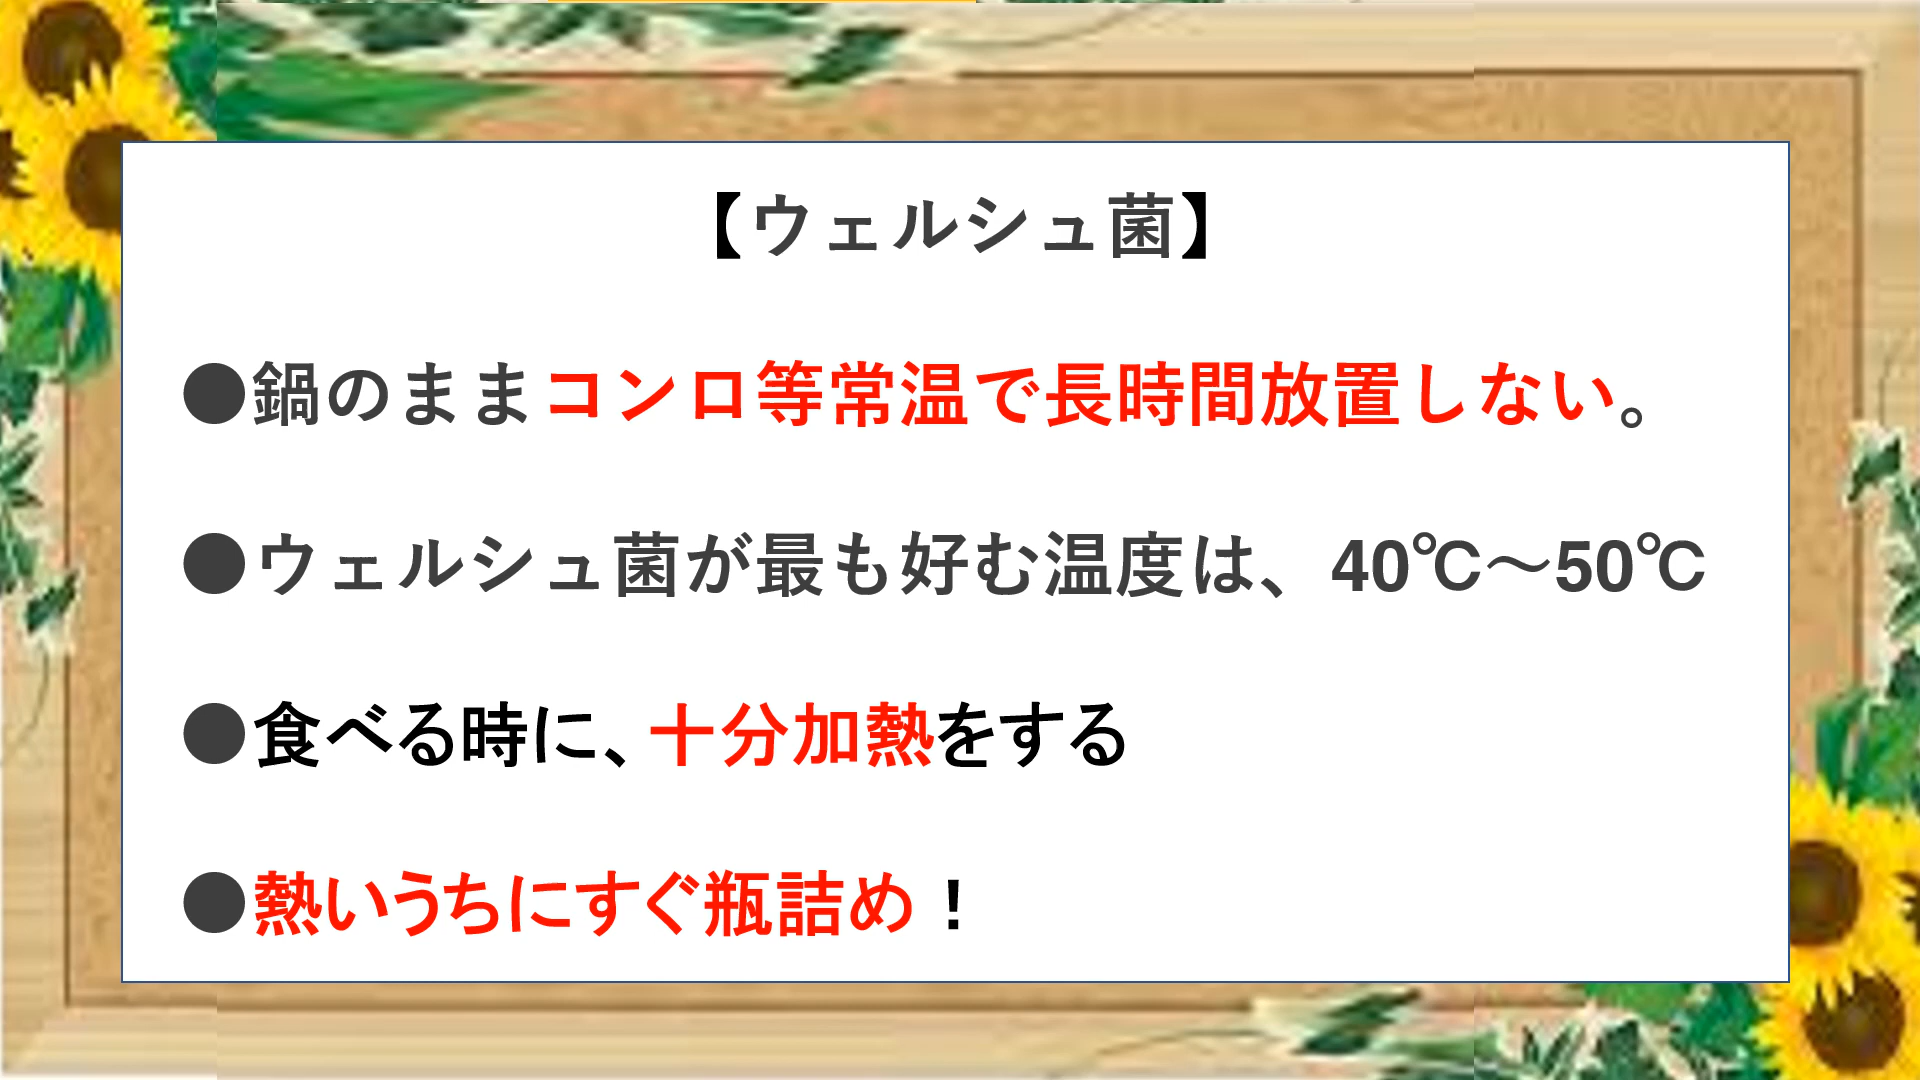 【ウェルシュ菌】
●鍋のままコンロ等常温で長時間放置しない。
●ウェルシュ菌が最も好む温度は、40℃～50℃
●食べる時に、十分加熱をする
●熱いうちにすぐ瓶詰め！